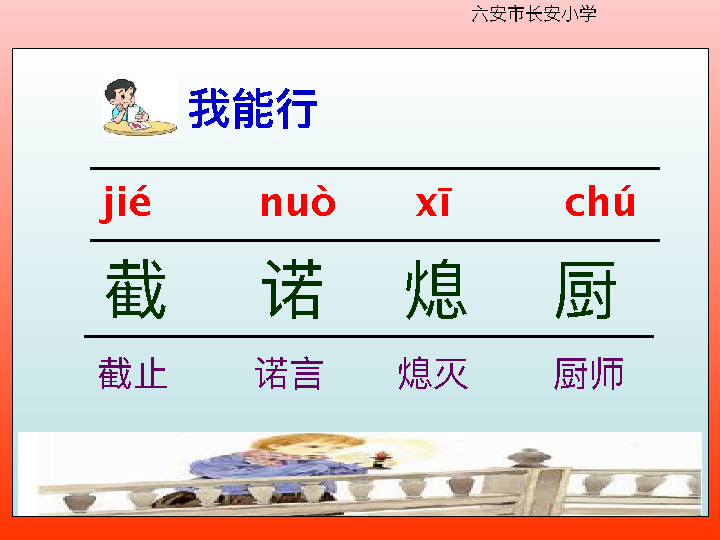 六安市长安小学
我能行
jié nuò xī chú
截 诺 熄 厨
截止 诺言 熄灭 厨师